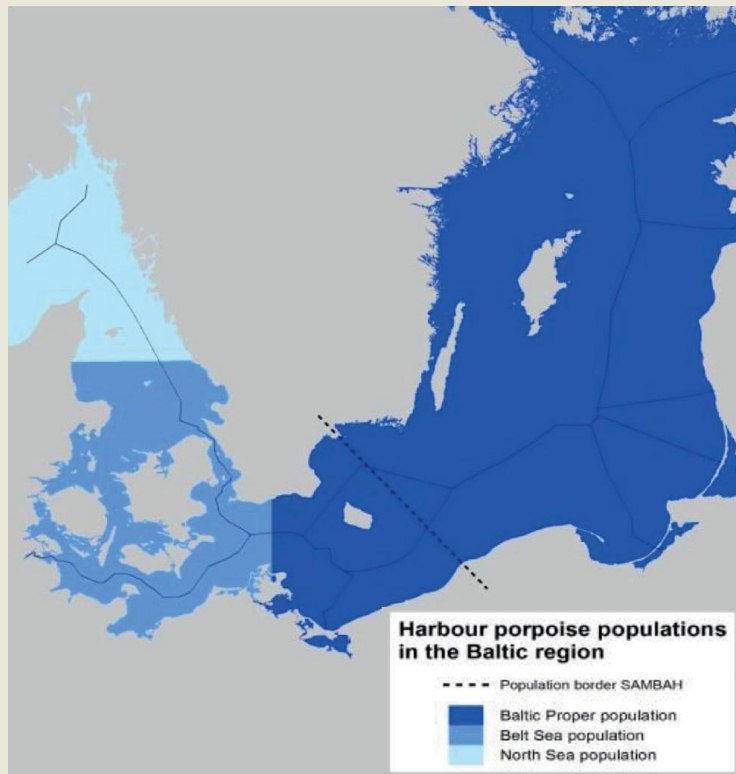 Harbour porpoise populations
in the Baltic region
Population border SAMBAH
Baltic Proper population
Belt Sea population
North Sea population